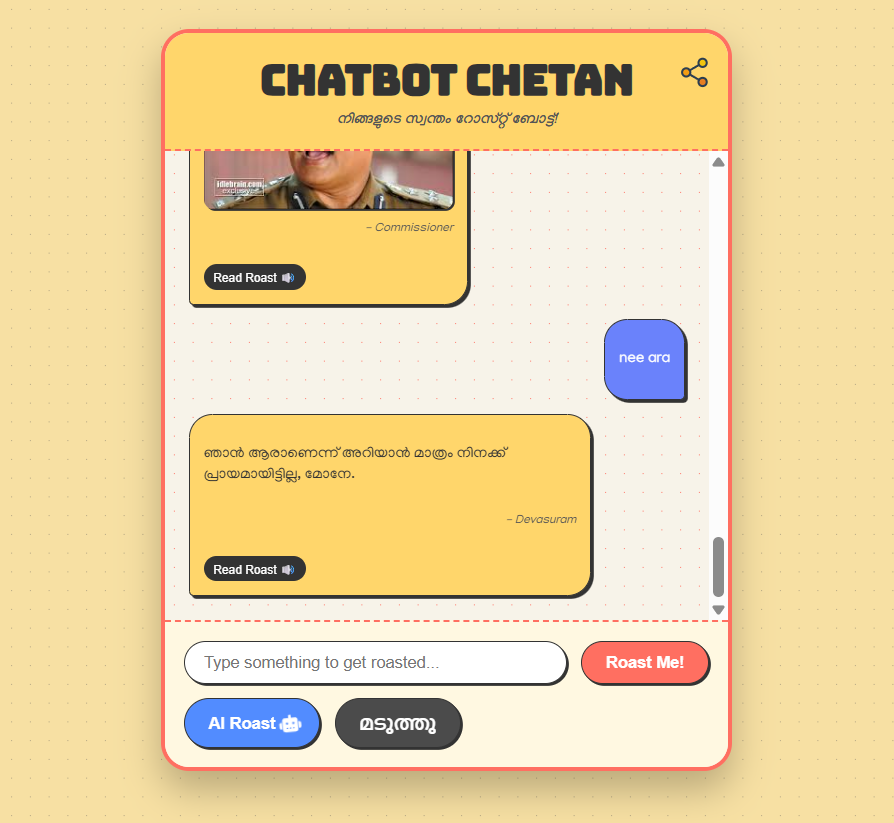 CHATBOT CHETAN
നിങ്ങളുടെ സ്വന്തം റോസ്റ്റ് ബോട്ട്!
idlebrain.com
exclusive
– Commissioner
Read Roast 🔊
nee ara
ഞാൻ ആരാണെന്ന് അറിയാൻ മാത്രം നിനക്ക്
പ്രായമായിട്ടില്ല, മോനേ.
– Devasuram
Read Roast 🔊
Type something to get roasted...
Roast Me!
AI Roast 🤖
മടുത്തു